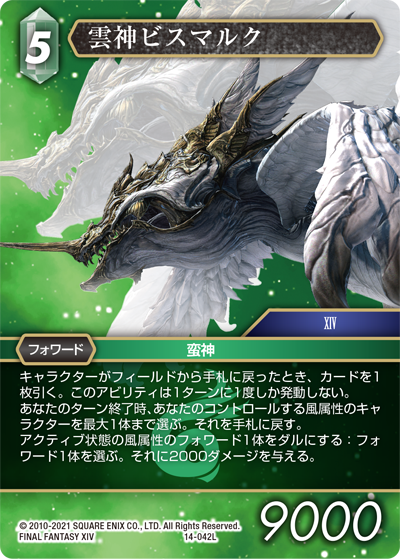 5
雲神ビスマルク
XIV
フォワード
蛮神
キャラクターがフィールドから手札に戻ったとき、カードを1
枚引く。このアビリティは1ターンに1度しか発動しない。
あなたのターン終了時、あなたのコントロールする風属性のキャ
ラクターを最大1体まで選ぶ。それを手札に戻す。
アクティブ状態の風属性のフォワード1体をダルにする：フォ
ワード1体を選ぶ。それに2000ダメージを与える。
© 2010-2021 SQUARE ENIX CO., LTD. All Rights Reserved.
FINAL FANTASY XIV
14-042L
9000